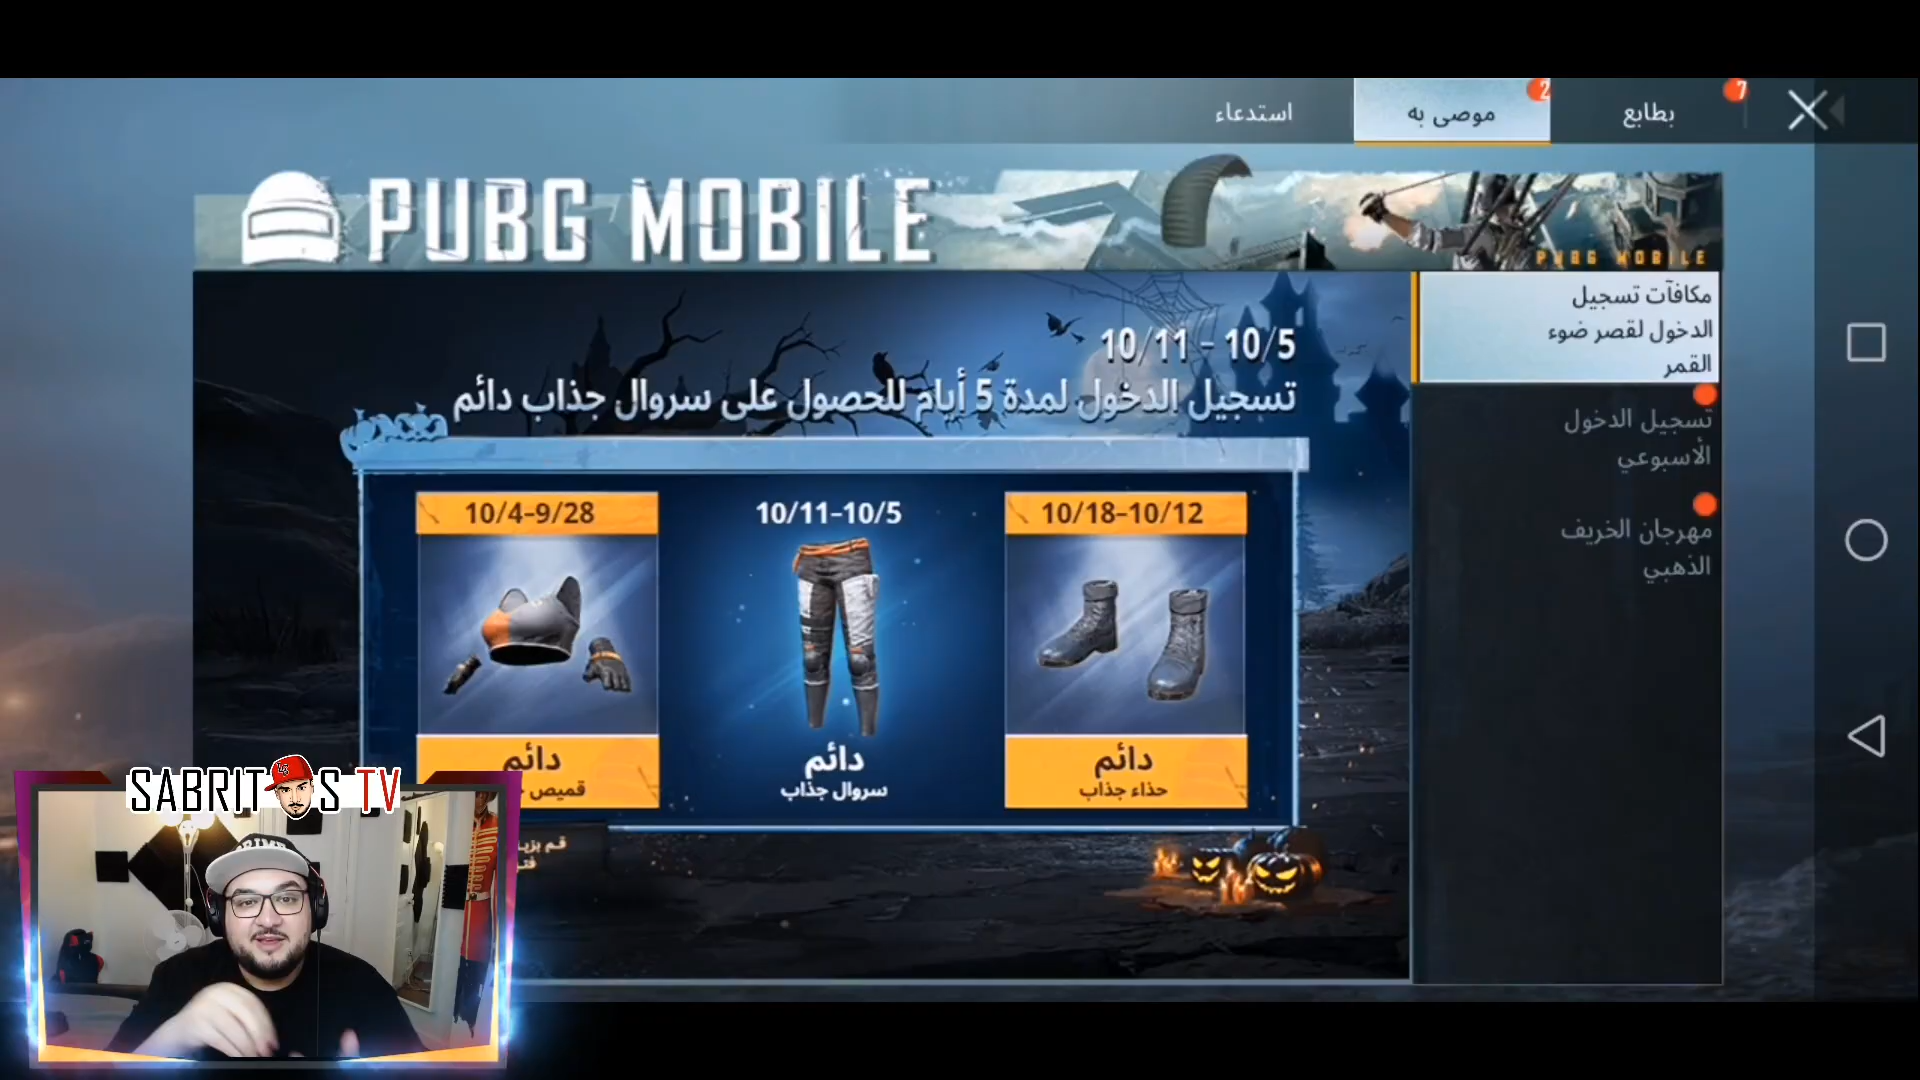 استدعاء
موصى به
2
بطابع
7
PUBG MOBILE
PUBG MOBILE
مكافآت تسجيل
الدخول لقصر ضوء
القمر
تسجيل الدخول
الأسبوعي
مهرجان الخريف
الذهبي
10/11 - 10/5
تسجيل الدخول لمدة 5 أيام للحصول على سروال جذاب دائم
10/4-9/28
10/11-10/5
10/18-10/12
دائم
قميص
دائم
سروال جذاب
دائم
حذاء جذاب
SABRITOS TV